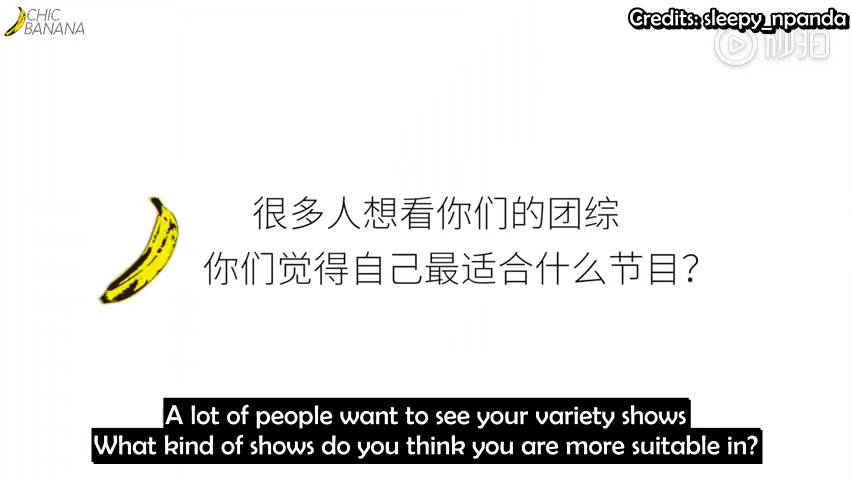 CHIC
BANANA
Credits: sleepy_npanda
秒拍
很多人想看你们的团综
你们觉得自己最适合什么节目?
A lot of people want to see your variety shows
What kind of shows do you think you are more suitable in?